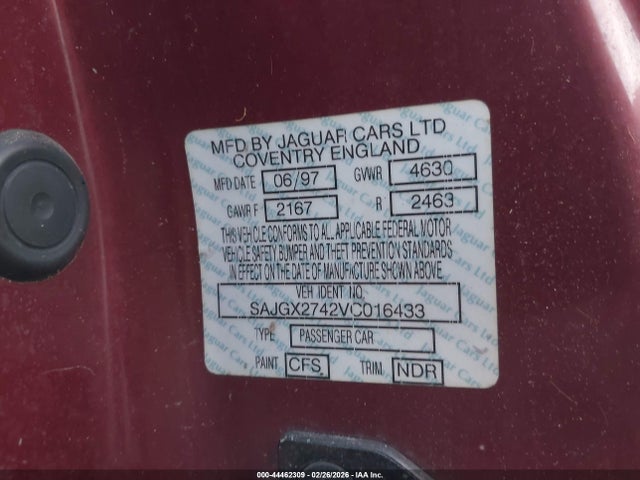 MFD BY JAGUAR CARS LTD
COVENTRY ENGLAND
MFD DATE 06/97 GVWR 4630
GAWR F 2167 R 2463
THIS VEHICLE CONFORMS TO ALL APPLICABLE FEDERAL MOTOR
VEHICLE SAFETY BUMPER AND THEFT PREVENTION STANDARDS
IN EFFECT ON THE DATE OF MANUFACTURE SHOWN ABOVE.
VEH IDENT NO.
SAJGX2742VC016433
TYPE PASSENGER CAR
PAINT CFS TRIM NDR
000-44462309 - 02/26/2026 - IAA Inc.